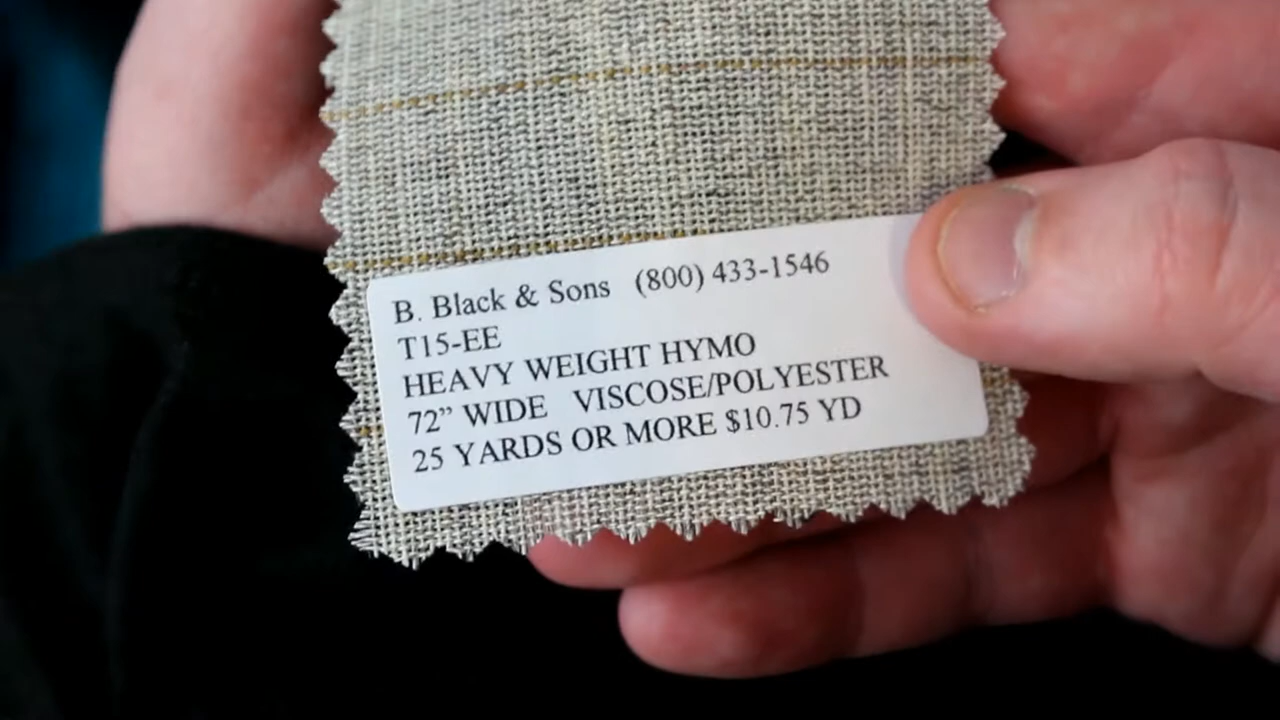 B. Black & Sons (800) 433-1546
T15-EE
HEAVY WEIGHT HYMO
72” WIDE VISCOSE/POLYESTER
25 YARDS OR MORE $10.75 YD